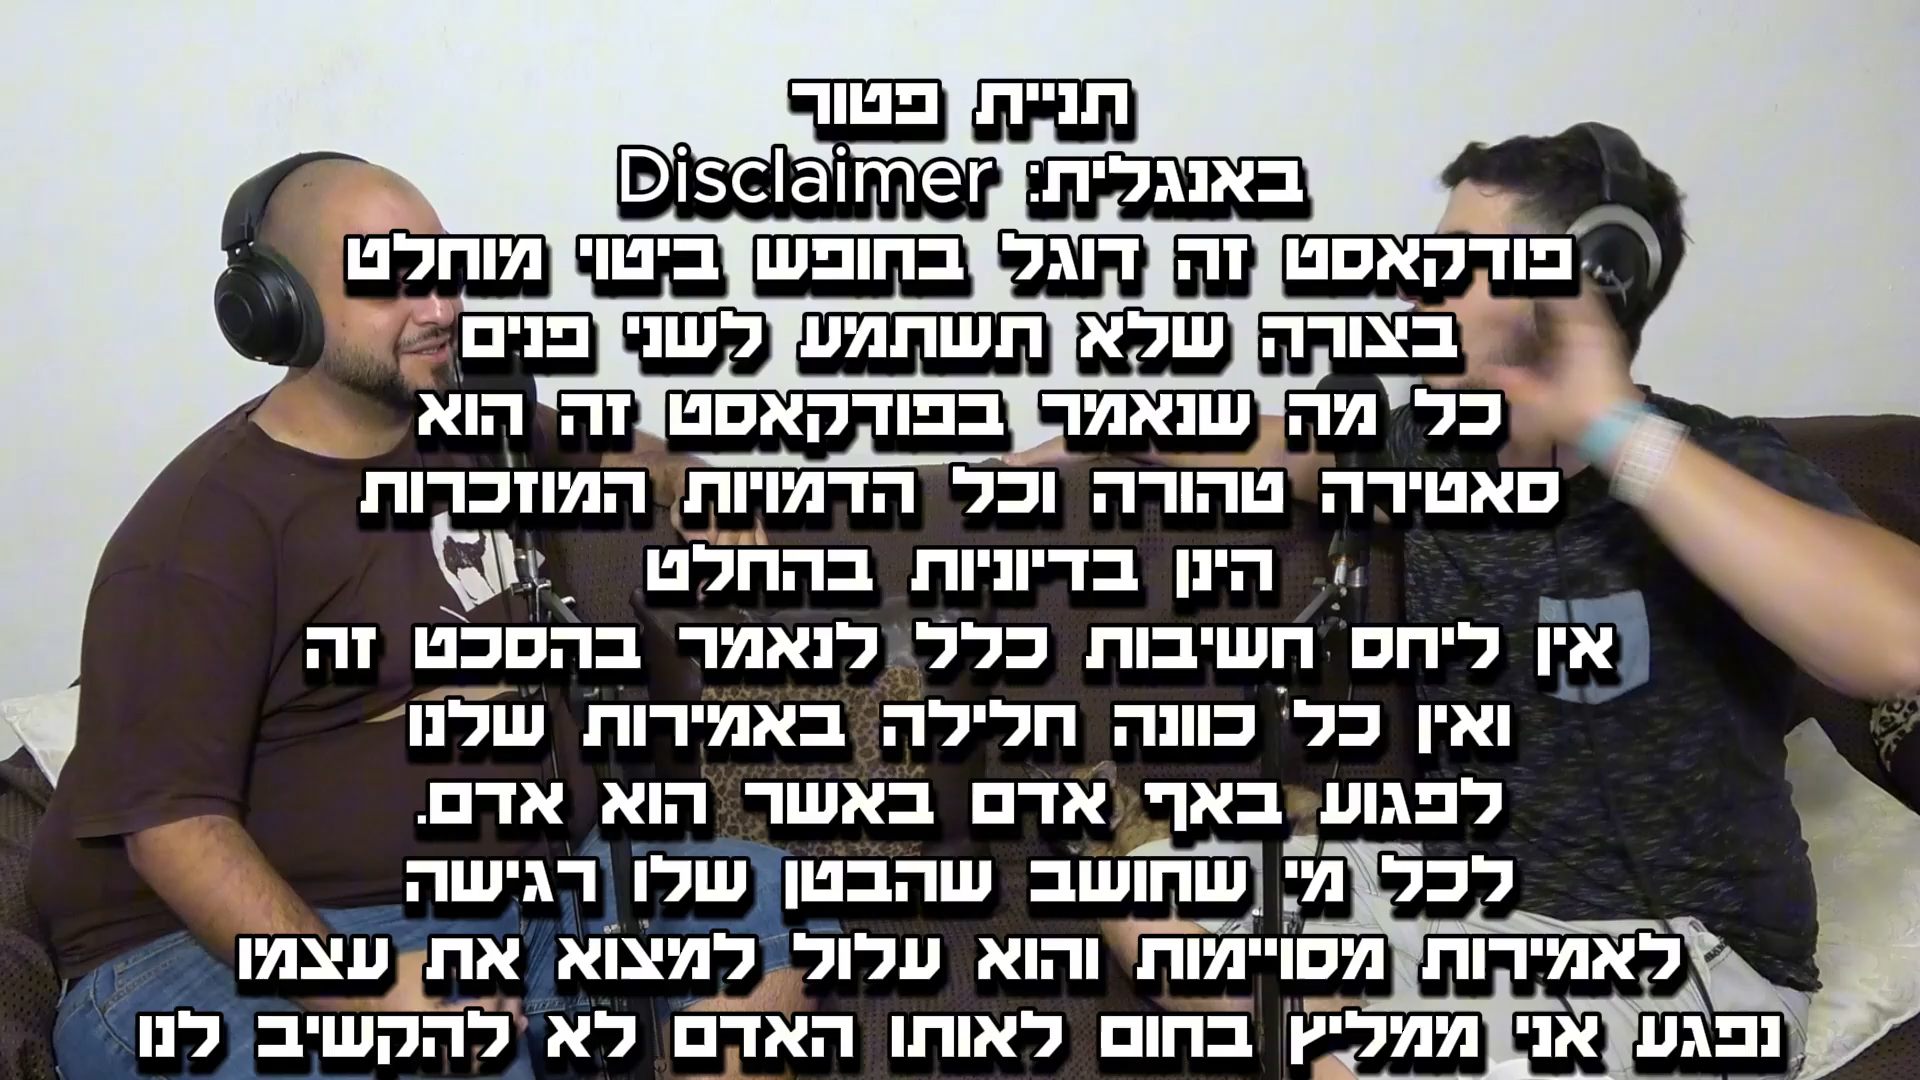 תניית פטור
באנגלית: Disclaimer
פודקאסט זה דוגל בחופש ביטוי מוחלט
בצורה שלא תשתמע לשני פנים
כל מה שנאמר בפודקאסט זה הוא
סאטירה טהורה וכל הדמויות המוזכרות
הינן בדיוניות בהחלט
אין ליחס חשיבות כלל לנאמר בהסכט זה
ואין כל כוונה חלילה באמירות שלנו
לפגוע באף אדם באשר הוא אדם.
לכל מי שחושב שהבטן שלו רגישה
לאמירות מסויימות והוא עלול למצוא את עצמו
נפגע אני ממליץ בחום לאותו האדם לא להקשיב לנו